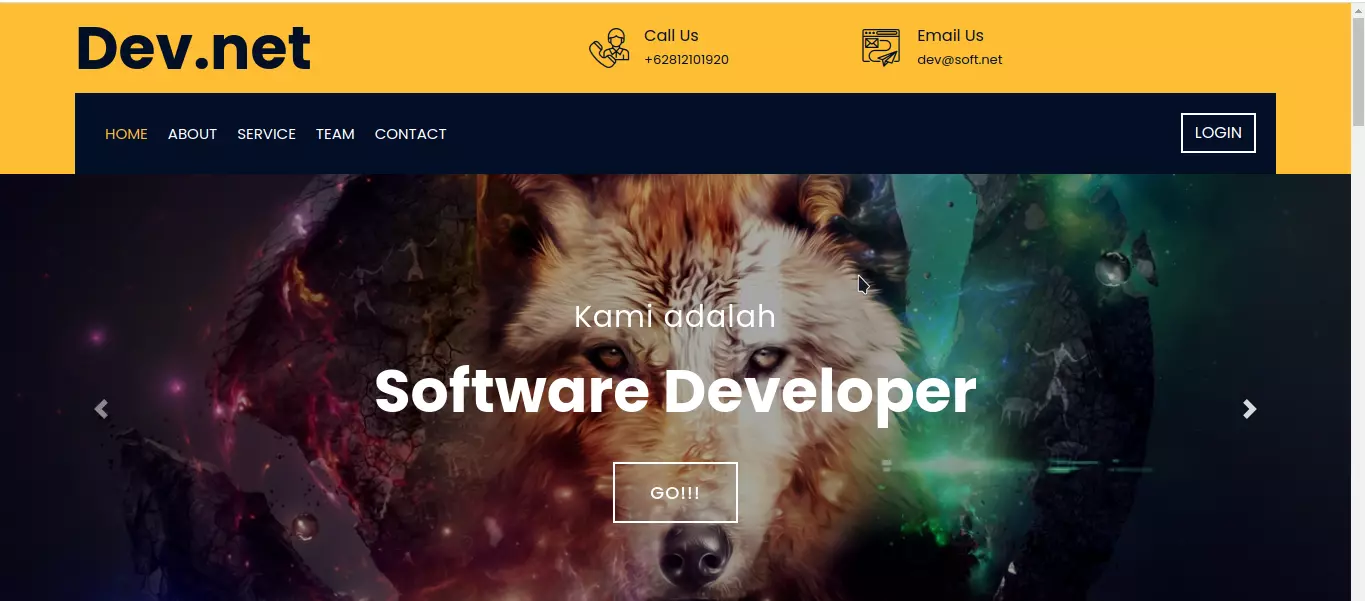 Dev.net
Call Us
+62812101920
Email Us
dev@soft.net
HOME ABOUT SERVICE TEAM CONTACT LOGIN
Kami adalah
Software Developer
GO!!!